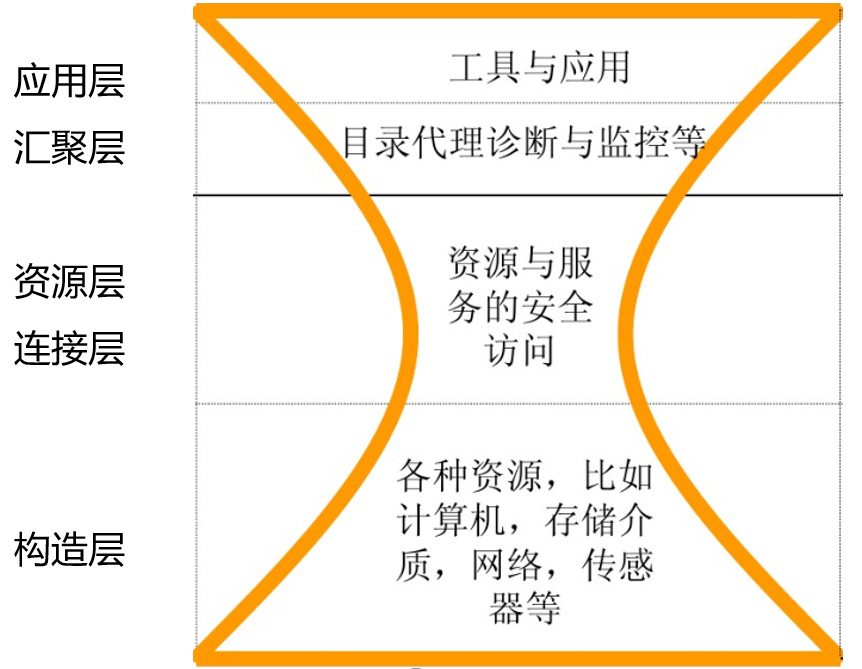 应用层
工具与应用
汇聚层
目录代理诊断与监控等
资源层
连接层
资源与服
务的安全
访问
构造层
各种资源，比如
计算机，存储介
质，网络，传感
器等